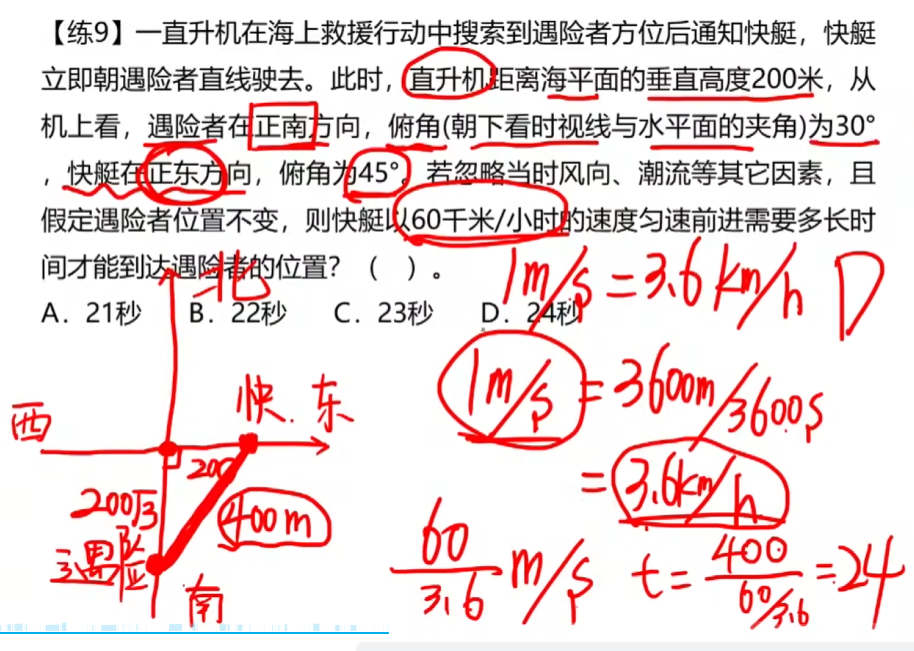 【练9】一直升机在海上救援行动中搜索到遇险者方位后通知快艇，快艇
立即朝遇险者直线驶去。此时，直升机距离海平面的垂直高度200米，从
机上看，遇险者在正南方向，俯角(朝下看时视线与水平面的夹角)为30°
，快艇在正东方向，俯角为45°。若忽略当时风向、潮流等其它因素，且
假定遇险者位置不变，则快艇以60千米/小时的速度匀速前进需要多长时
间才能到达遇险者的位置？（ ）。
A．21秒 B．22秒 C．23秒 D．24秒
北
1m/s=3.6km/h D
1m/s=3600m/3600s
快 东
西
=3.6km/h
200
200√3
400m
遇险
南
60/3.6 m/s t=400/(60/3.6)=24